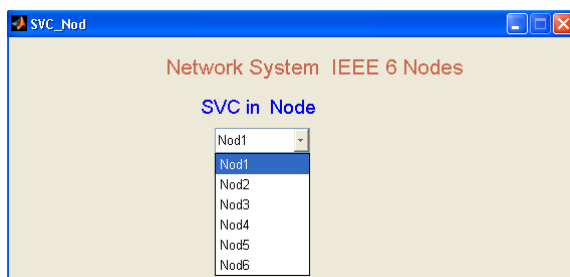 SVC_Nod
Network System IEEE 6 Nodes
SVC in Node
Nod1
Nod1
Nod2
Nod3
Nod4
Nod5
Nod6